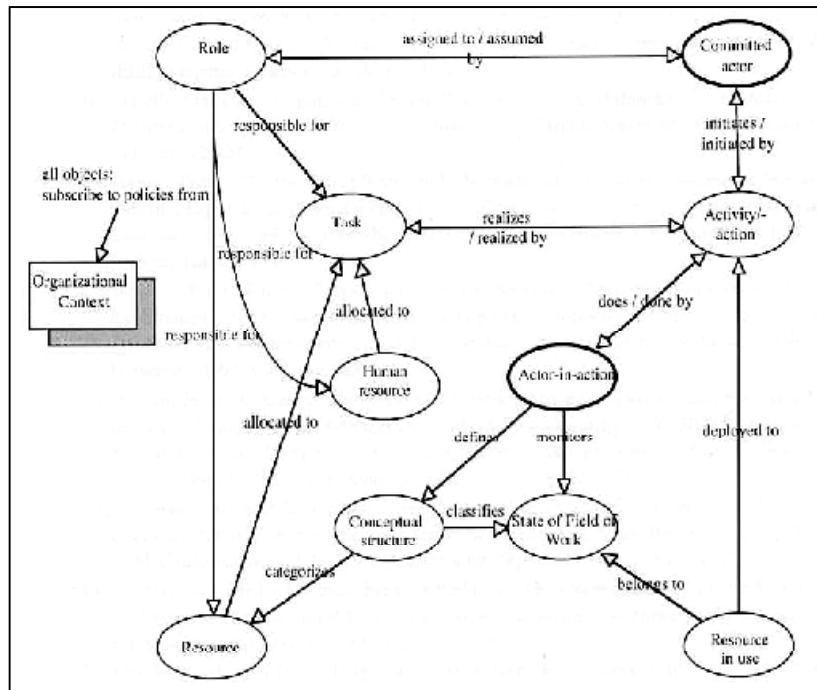 Role
assigned to / assumed
by
Committed
actor
responsible for
initiates /
initiated by
all objects:
subscribe to policies from
Task
realizes
/ realized by
Activity/-
action
responsible for
Organizational
Context
does / done by
responsible for
allocated to
Human
resource
Actor-in-action
allocated to
defines
monitors
deployed to
Conceptual
structure
classifies
State of Field of
Work
categorizes
belongs to
Resource
Resource
in use